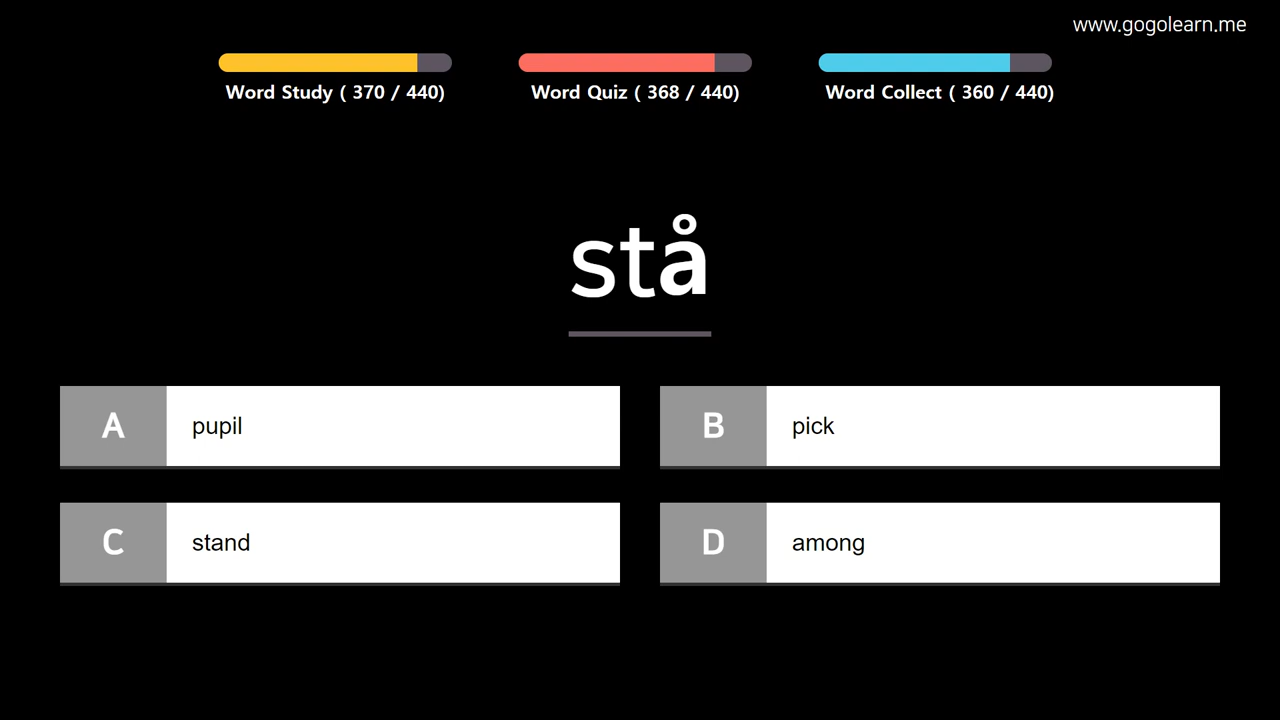 www.gogolearn.me
Word Study ( 370 / 440)
Word Quiz ( 368 / 440)
Word Collect ( 360 / 440)
stå
A pupil
B pick
C stand
D among